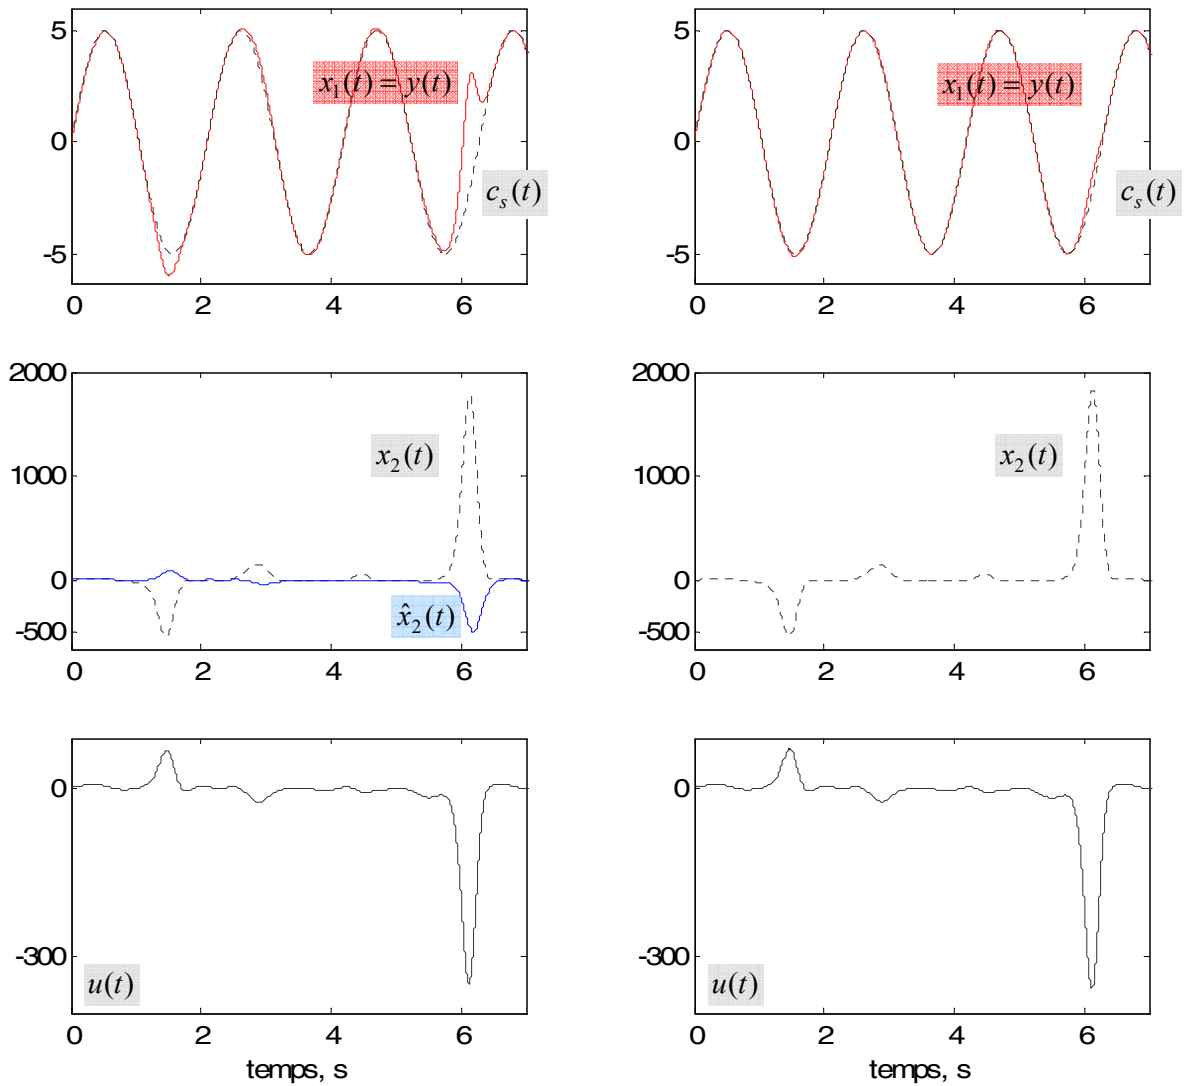 5
0
-5
x₁(t) = y(t)
c_s(t)
0 2 4 6
5
0
-5
x₁(t) = y(t)
c_s(t)
0 2 4 6
2000
1000
0
-500
x₂(t)
x̂₂(t)
0 2 4 6
2000
1000
0
-500
x₂(t)
0 2 4 6
0
-300
u(t)
0 2 4 6
temps, s
0
-300
u(t)
0 2 4 6
temps, s